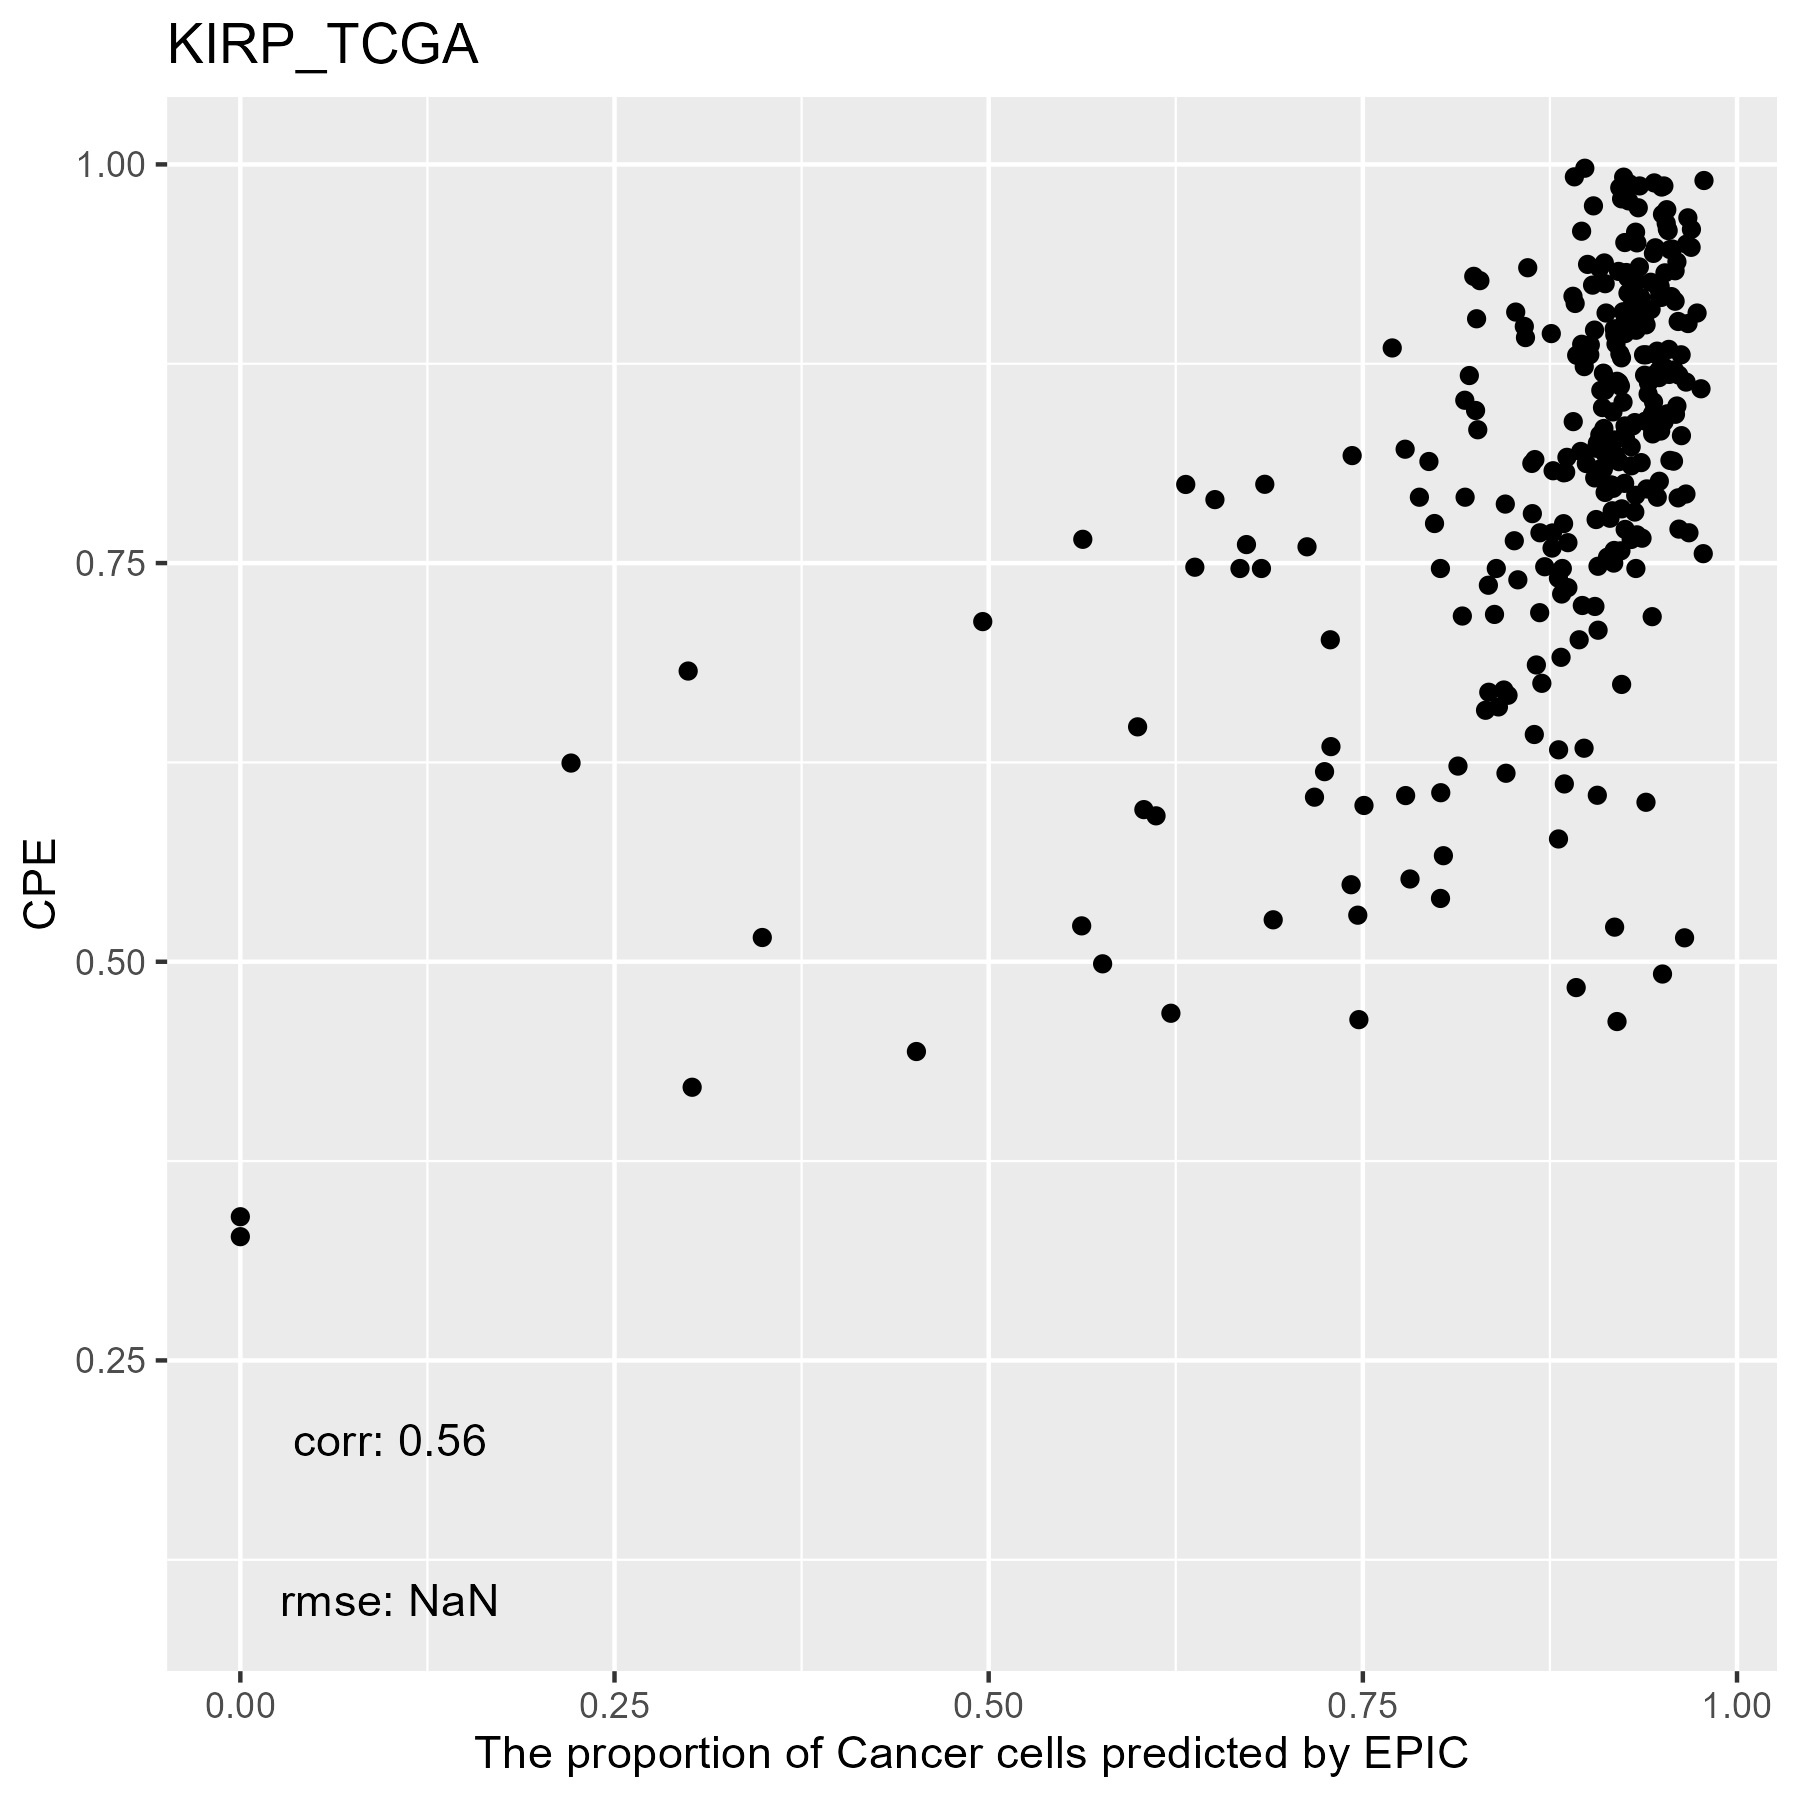 KIRP_TCGA
1.00
0.75
0.50
0.25
CPE
corr: 0.56
rmse: NaN
0.00 0.25 0.50 0.75 1.00
The proportion of Cancer cells predicted by EPIC